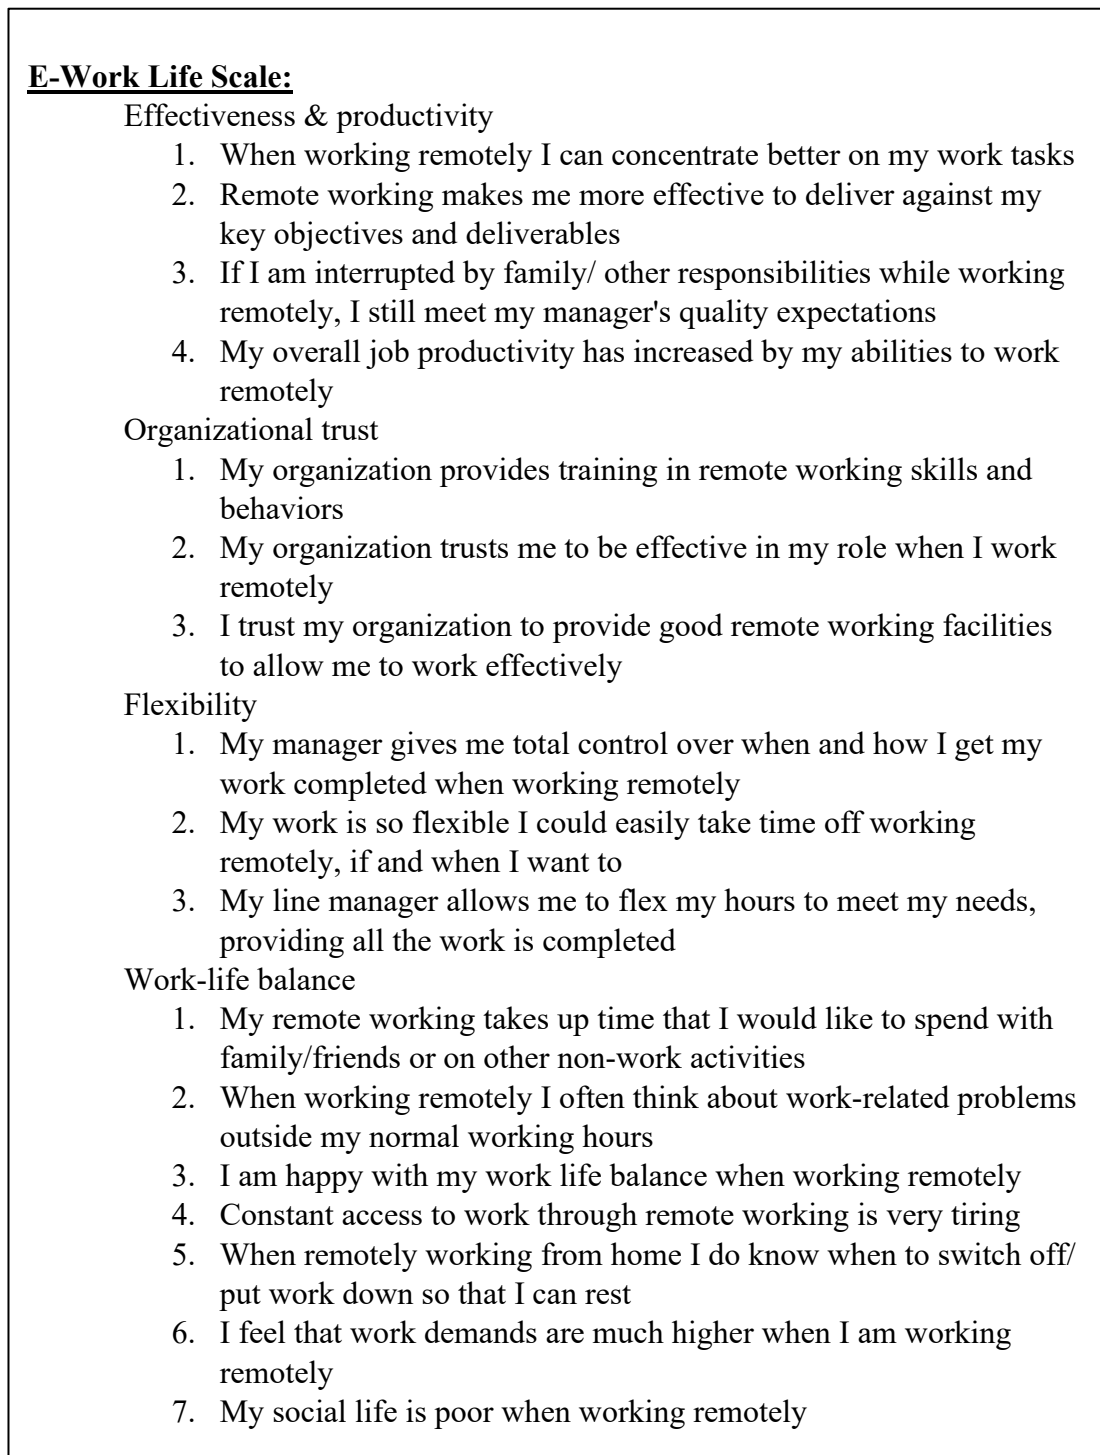 E-Work Life Scale:
Effectiveness & productivity
1. When working remotely I can concentrate better on my work tasks
2. Remote working makes me more effective to deliver against my
key objectives and deliverables
3. If I am interrupted by family/ other responsibilities while working
remotely, I still meet my manager's quality expectations
4. My overall job productivity has increased by my abilities to work
remotely
Organizational trust
1. My organization provides training in remote working skills and
behaviors
2. My organization trusts me to be effective in my role when I work
remotely
3. I trust my organization to provide good remote working facilities
to allow me to work effectively
Flexibility
1. My manager gives me total control over when and how I get my
work completed when working remotely
2. My work is so flexible I could easily take time off working
remotely, if and when I want to
3. My line manager allows me to flex my hours to meet my needs,
providing all the work is completed
Work-life balance
1. My remote working takes up time that I would like to spend with
family/friends or on other non-work activities
2. When working remotely I often think about work-related problems
outside my normal working hours
3. I am happy with my work life balance when working remotely
4. Constant access to work through remote working is very tiring
5. When remotely working from home I do know when to switch off/
put work down so that I can rest
6. I feel that work demands are much higher when I am working
remotely
7. My social life is poor when working remotely